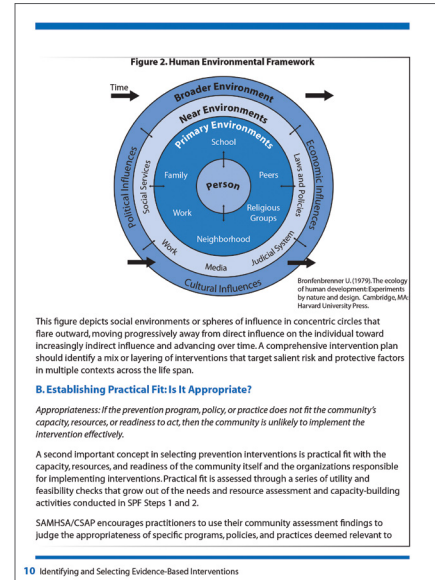 Figure 2. Human Environmental Framework
Time
Broader Environment
Near Environments
Primary Environments
School
Political Influences
Social Services
Family
Person
Peers
Laws and Policies
Economic Influences
Work
Religious
Groups
Neighborhood
Work
Media
Judicial System
Cultural Influences
Bronfenbrenner U. (1979). The ecology
of human development: Experiments
by nature and design. Cambridge, MA:
Harvard University Press.
This figure depicts social environments or spheres of influence in concentric circles that
flare outward, moving progressively away from direct influence on the individual toward
increasingly indirect influence and advancing over time. A comprehensive intervention plan
should identify a mix or layering of interventions that target salient risk and protective factors
in multiple contexts across the life span.
B. Establishing Practical Fit: Is It Appropriate?
Appropriateness: If the prevention program, policy, or practice does not fit the community's
capacity, resources, or readiness to act, then the community is unlikely to implement the
intervention effectively.
A second important concept in selecting prevention interventions is practical fit with the
capacity, resources, and readiness of the community itself and the organizations responsible
for implementing interventions. Practical fit is assessed through a series of utility and
feasibility checks that grow out of the needs and resource assessment and capacity-building
activities conducted in SPF Steps 1 and 2.
SAMHSA/CSAP encourages practitioners to use their community assessment findings to
judge the appropriateness of specific programs, policies, and practices deemed relevant to
10 Identifying and Selecting Evidence-Based Interventions